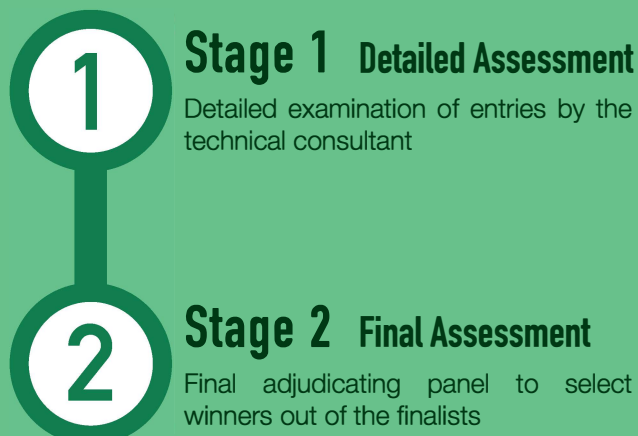 1
Stage 1 Detailed Assessment
Detailed examination of entries by the
technical consultant
2
Stage 2 Final Assessment
Final adjudicating panel to select
winners out of the finalists